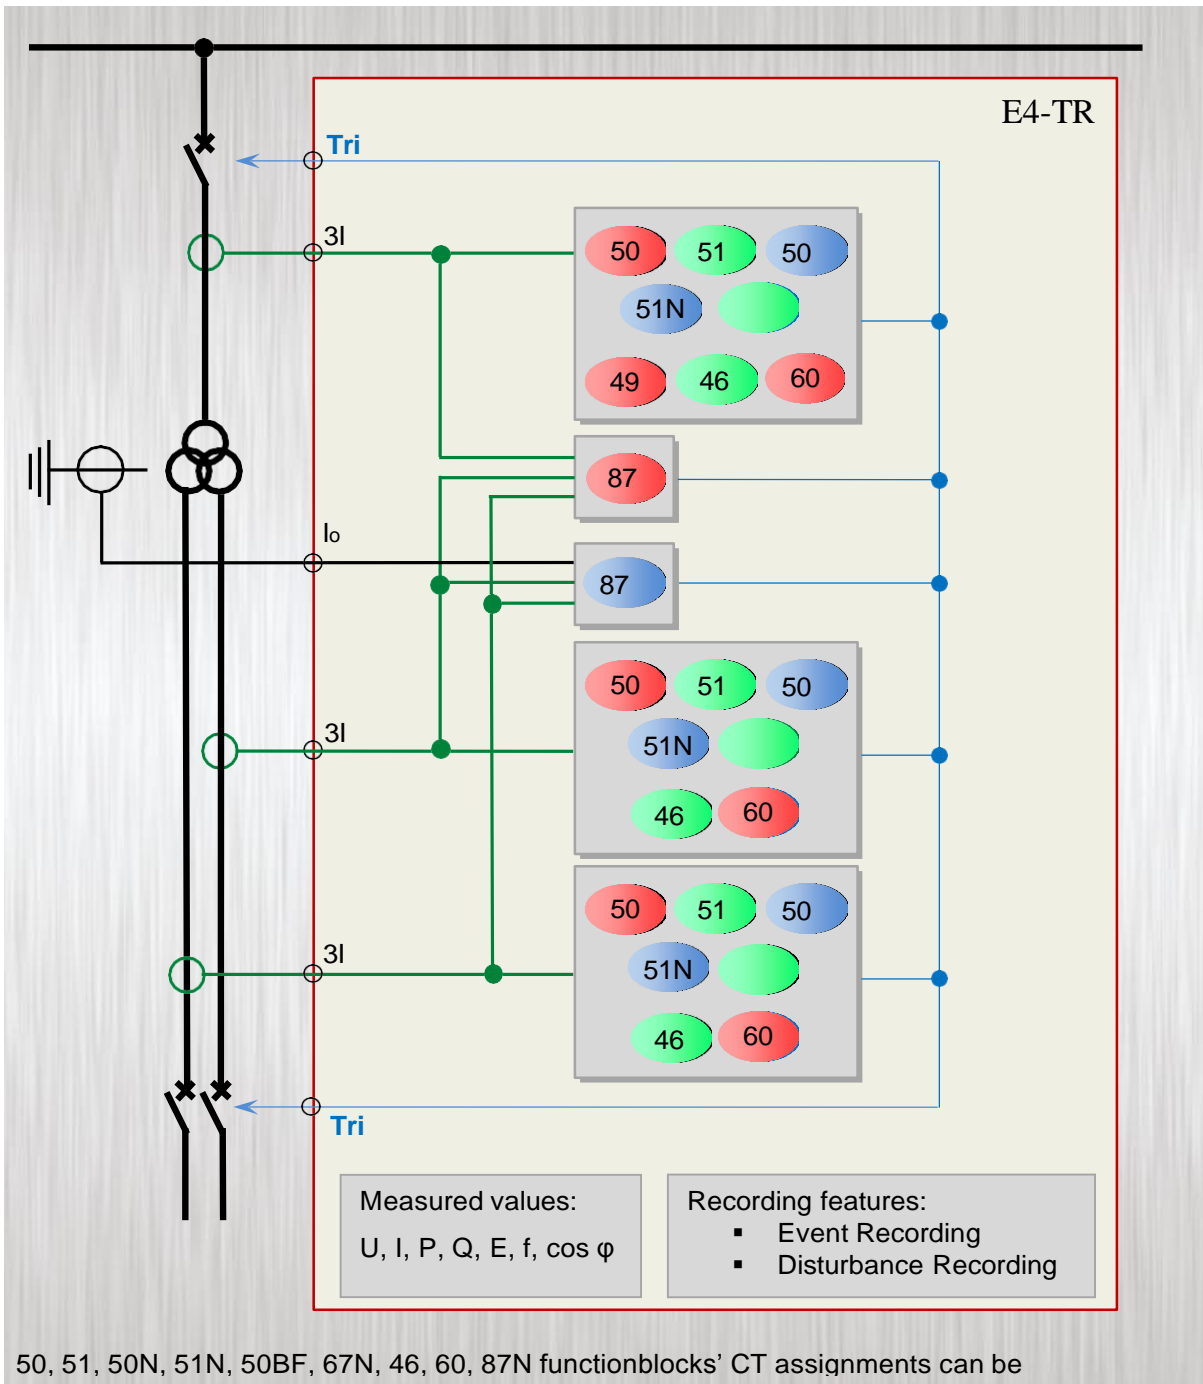 E4-TR
Tri
3I
50 51 50
51N
49 46 60
87
Io
87
50 51 50
3I
51N
46 60
50 51 50
3I
51N
46 60
Tri
Measured values:
U, I, P, Q, E, f, cos φ
Recording features:
▪ Event Recording
▪ Disturbance Recording
50, 51, 50N, 51N, 50BF, 67N, 46, 60, 87N functionblocks’ CT assignments can be